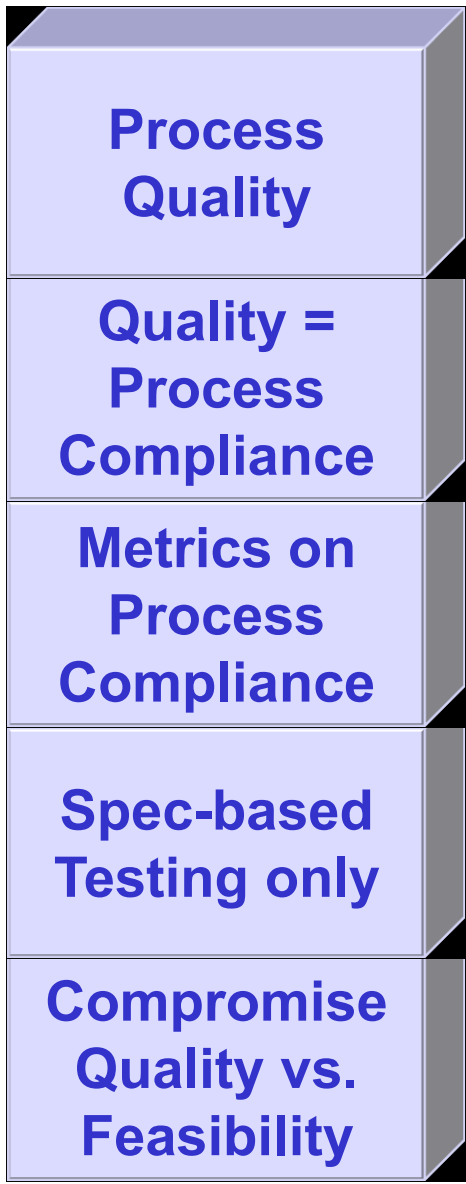 Process
Quality
Quality =
Process
Compliance
Metrics on
Process
Compliance
Spec-based
Testing only
Compromise
Quality vs.
Feasibility